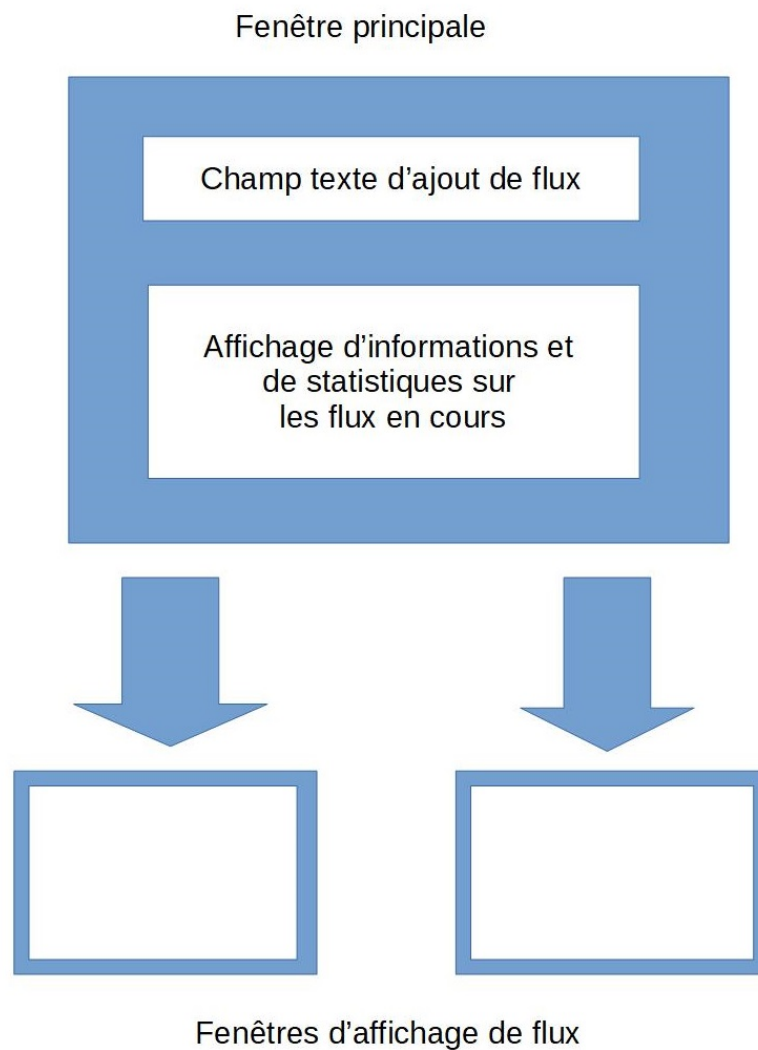 Fenêtre principale
Champ texte d’ajout de flux
Affichage d’informations et
de statistiques sur
les flux en cours
Fenêtres d’affichage de flux